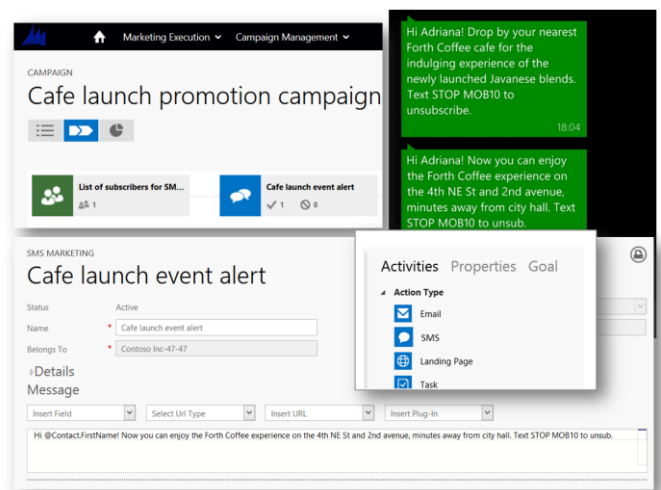 Marketing Execution
Campaign Management
CAMPAIGN
Cafe launch promotion campaign
List of subscribers for SM...
1
Cafe launch event alert
1
0
Hi Adriana! Drop by your nearest
Forth Coffee cafe for the
indulging experience of the
newly launched Javanese blends.
Text STOP MOB10 to
unsubscribe.
18:04
Hi Adriana! Now you can enjoy
the Forth Coffee experience on
the 4th NE St and 2nd avenue,
minutes away from city hall. Text
STOP MOB10 to unsub.
SMS MARKETING
Cafe launch event alert
Status Active
Name * Cafe launch event alert
Belongs To * Contoso Inc-47-47
Details
Message
Insert Field Select Url Type Insert URL Insert Plug-In
Hi @Contact.FirstName! Now you can enjoy the Forth Coffee experience on the 4th NE St and 2nd avenue, minutes away from city hall. Text STOP MOB10 to unsub.
Activities Properties Goal
Action Type
Email
SMS
Landing Page
Task